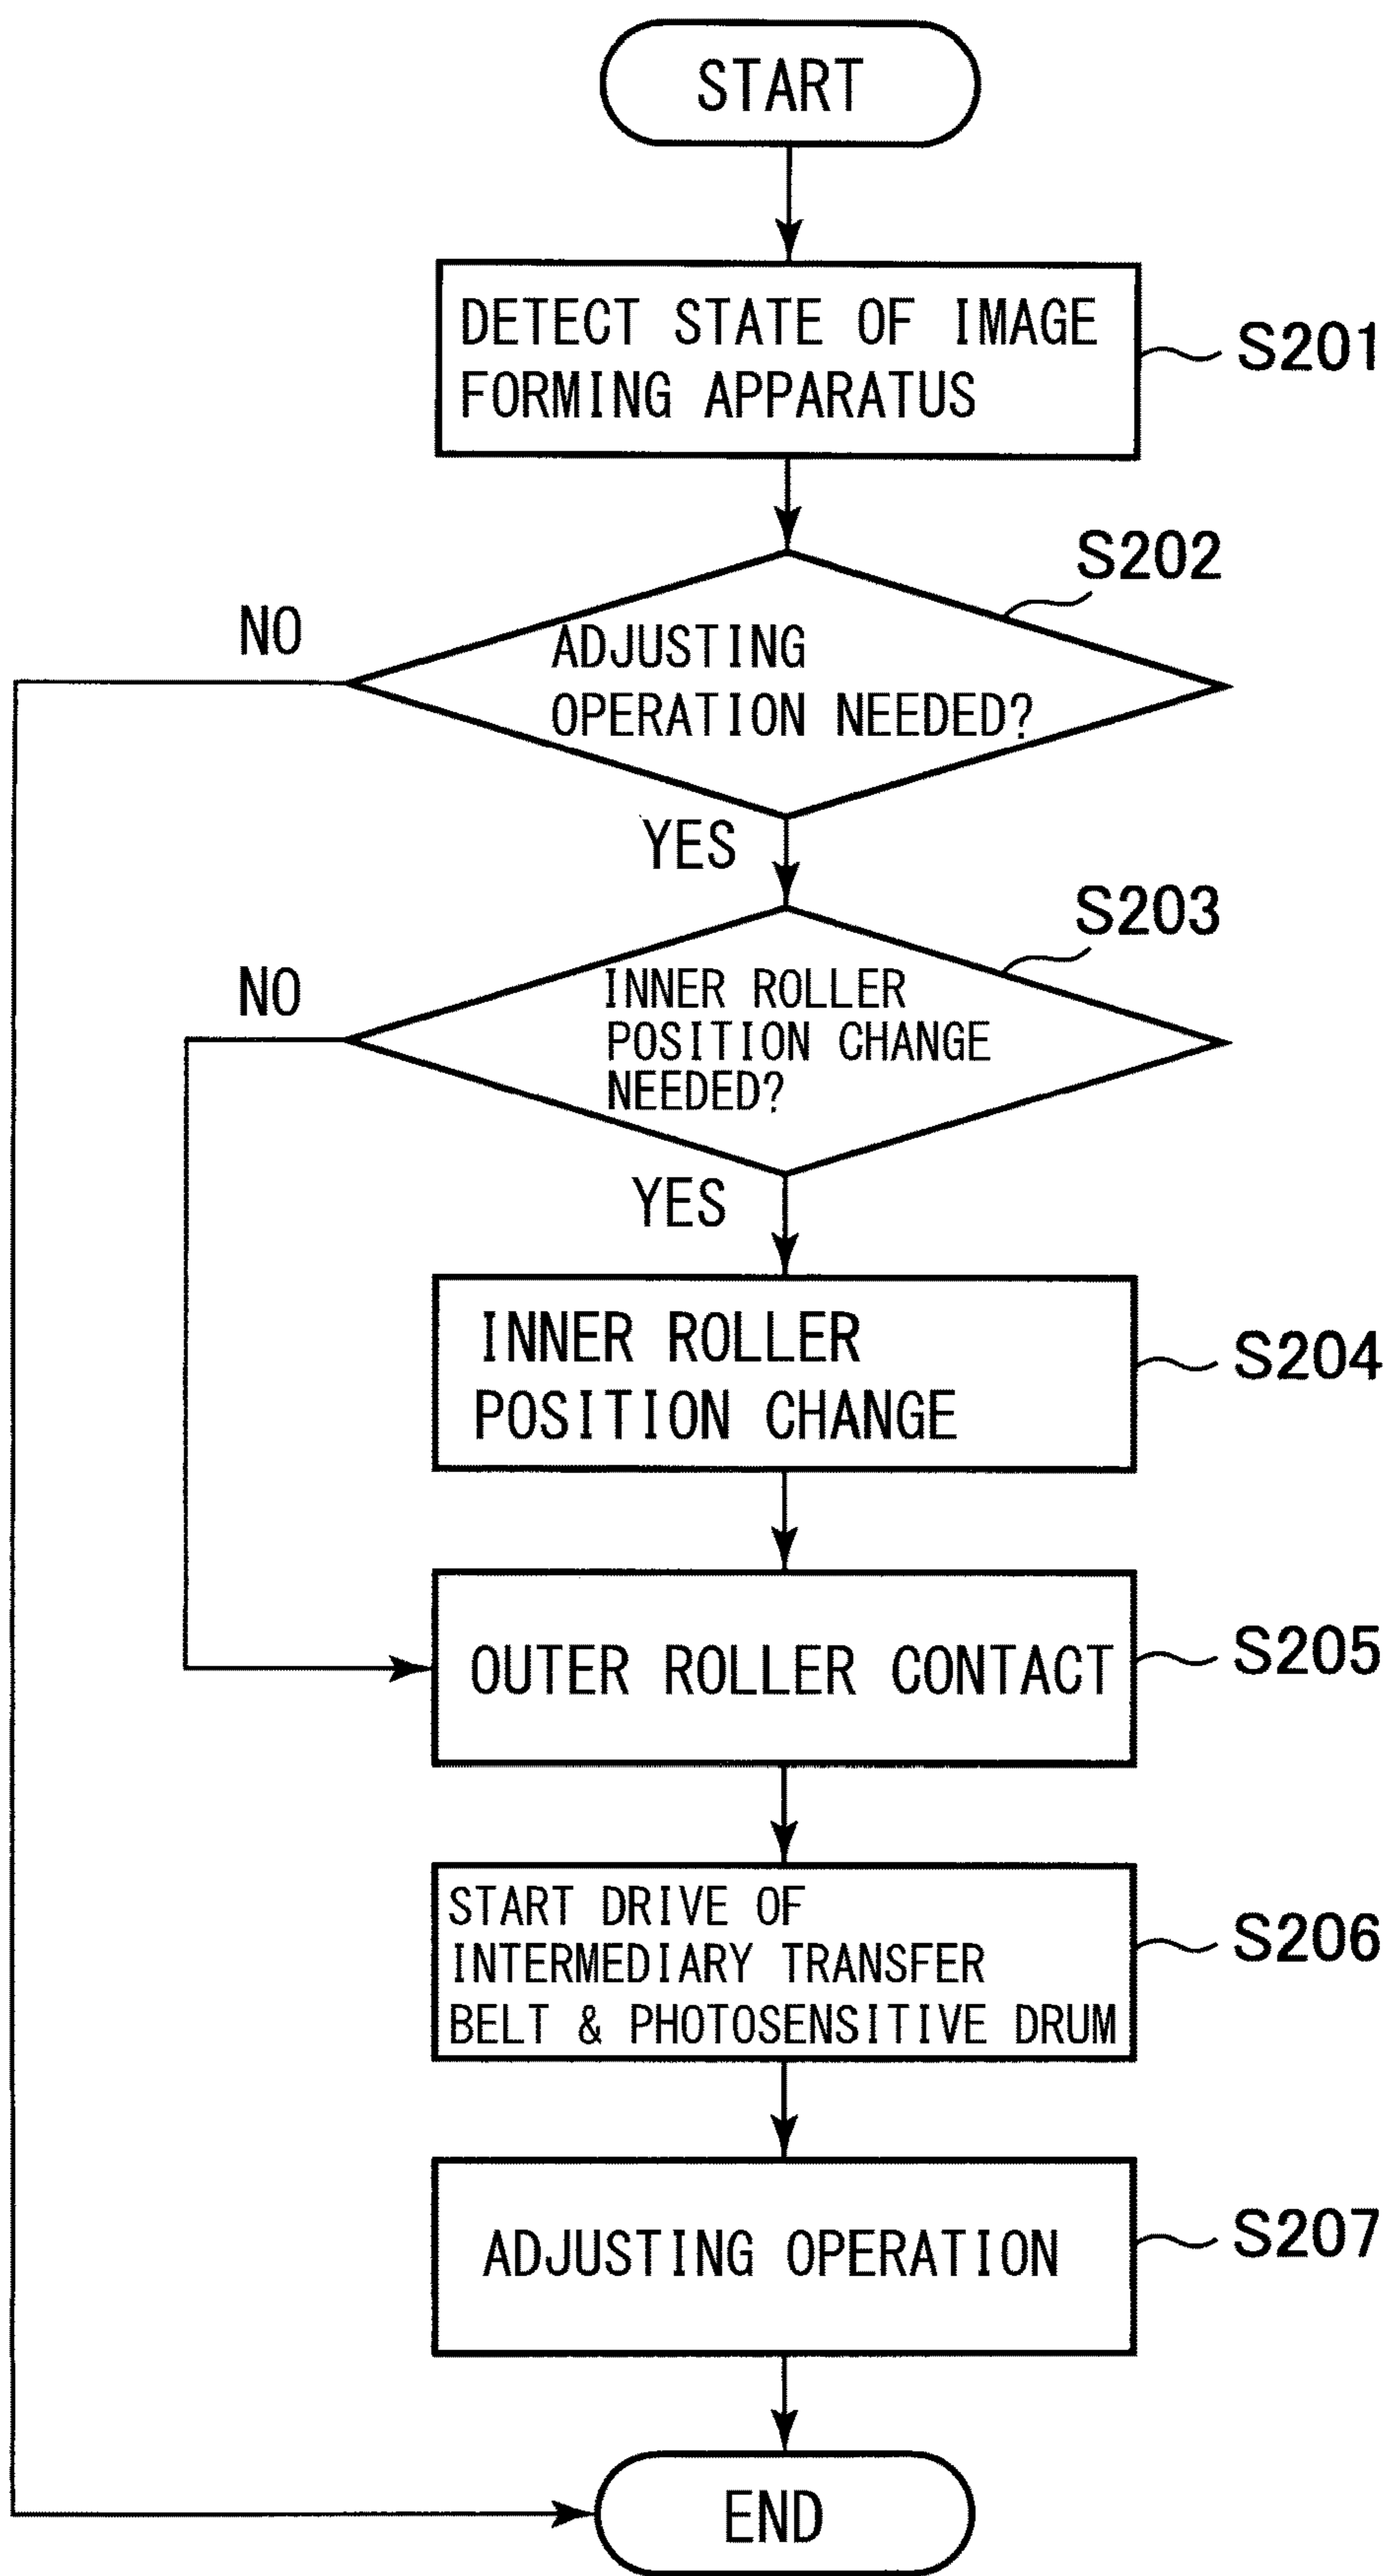 START
DETECT STATE OF IMAGE
FORMING APPARATUS
S201
S202
NO
ADJUSTING
OPERATION NEEDED?
YES
S203
NO
INNER ROLLER
POSITION CHANGE
NEEDED?
YES
INNER ROLLER
POSITION CHANGE
S204
OUTER ROLLER CONTACT
S205
START DRIVE OF
INTERMEDIARY TRANSFER
BELT & PHOTOSENSITIVE DRUM
S206
ADJUSTING OPERATION
S207
END